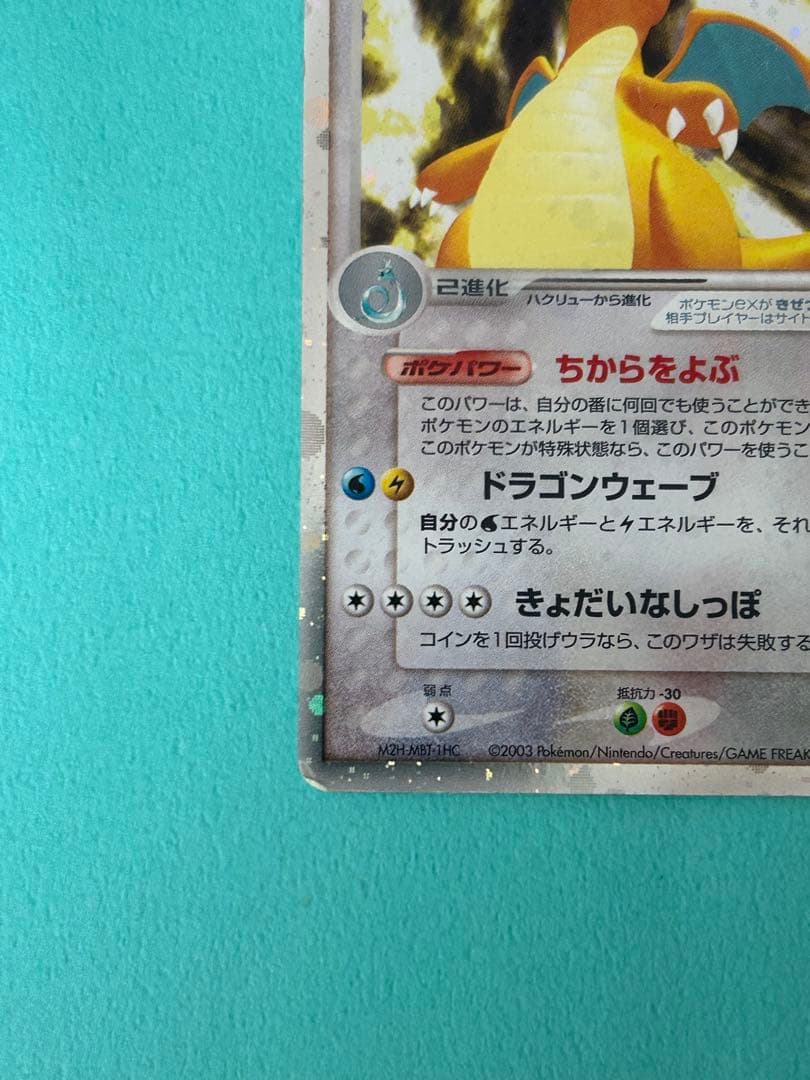 2進化
ハクリューから進化
ポケモンexが きぜつ
相手プレイヤーはサイト
ポケパワー ちからをよぶ
このパワーは、自分の番に何回でも使うことができ
ポケモンのエネルギーを1個選び、このポケモン
このポケモンが特殊状態なら、このパワーを使うこ
ドラゴンウェーブ
自分のエネルギーとエネルギーを、それ
トラッシュする。
きょだいなしっぽ
コインを1回投げウラなら、このワザは失敗する
弱点 抵抗力 -30
M2H-MBT-1HC ©2003 Pokémon/Nintendo/Creatures/GAME FREAK